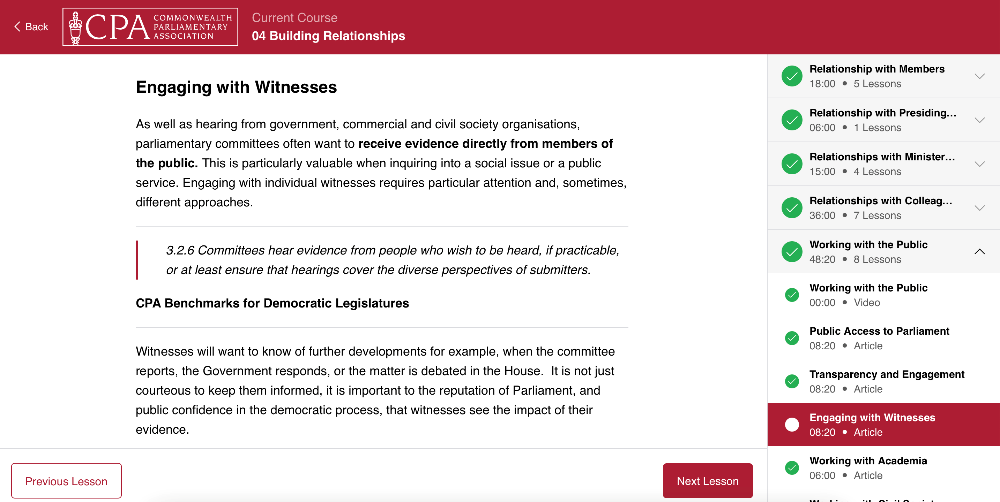 Back
CPA COMMONWEALTH
PARLIAMENTARY
ASSOCIATION
Current Course
04 Building Relationships
Engaging with Witnesses
As well as hearing from government, commercial and civil society organisations,
parliamentary committees often want to receive evidence directly from members of
the public. This is particularly valuable when inquiring into a social issue or a public
service. Engaging with individual witnesses requires particular attention and, sometimes,
different approaches.
3.2.6 Committees hear evidence from people who wish to be heard, if practicable,
or at least ensure that hearings cover the diverse perspectives of submitters.
CPA Benchmarks for Democratic Legislatures
Witnesses will want to know of further developments for example, when the committee
reports, the Government responds, or the matter is debated in the House.  It is not just
courteous to keep them informed, it is important to the reputation of Parliament, and
public confidence in the democratic process, that witnesses see the impact of their
evidence.
Previous Lesson
Next Lesson
Relationship with Members
18:00 • 5 Lessons
Relationship with Presiding...
06:00 • 1 Lessons
Relationships with Minister...
15:00 • 4 Lessons
Relationships with Colleag...
36:00 • 7 Lessons
Working with the Public
48:20 • 8 Lessons
Working with the Public
00:00 • Video
Public Access to Parliament
08:20 • Article
Transparency and Engagement
08:20 • Article
Engaging with Witnesses
08:20 • Article
Working with Academia
06:00 • Article